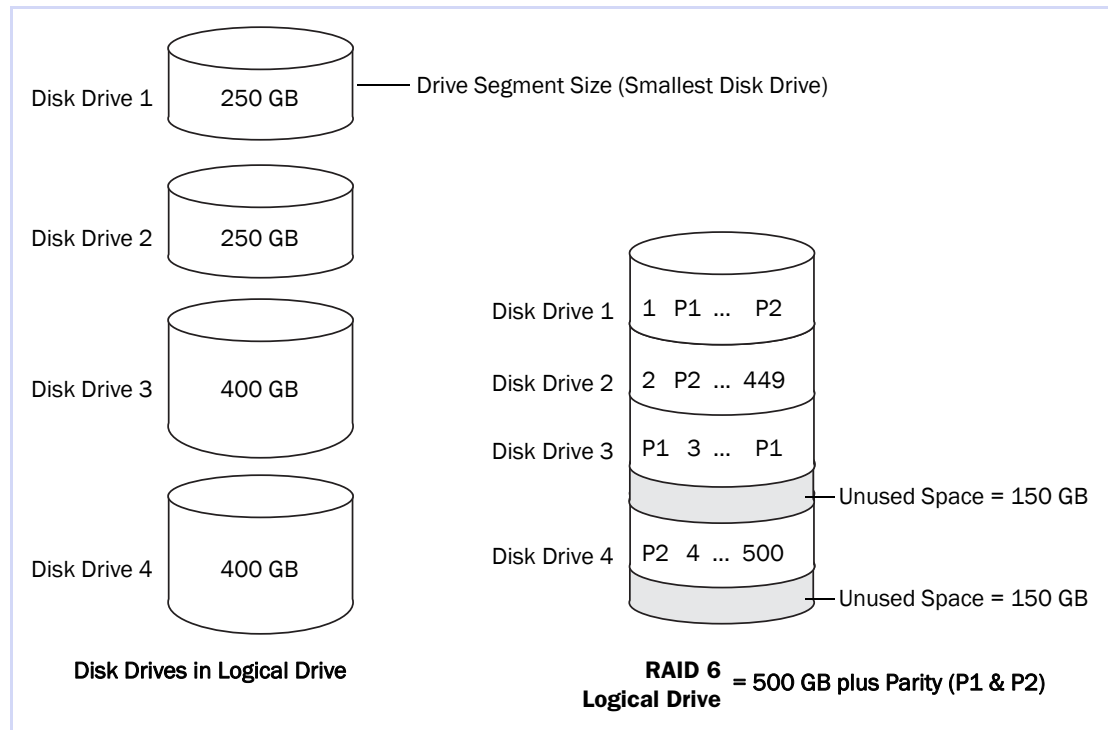 Disk Drive 1
250 GB
Drive Segment Size (Smallest Disk Drive)
Disk Drive 2
250 GB
Disk Drive 3
400 GB
Disk Drive 4
400 GB
Disk Drives in Logical Drive
Disk Drive 1
1 P1 ... P2
Disk Drive 2
2 P2 ... 449
Disk Drive 3
P1 3 ... P1
Unused Space = 150 GB
Disk Drive 4
P2 4 ... 500
Unused Space = 150 GB
RAID 6
Logical Drive
= 500 GB plus Parity (P1 & P2)